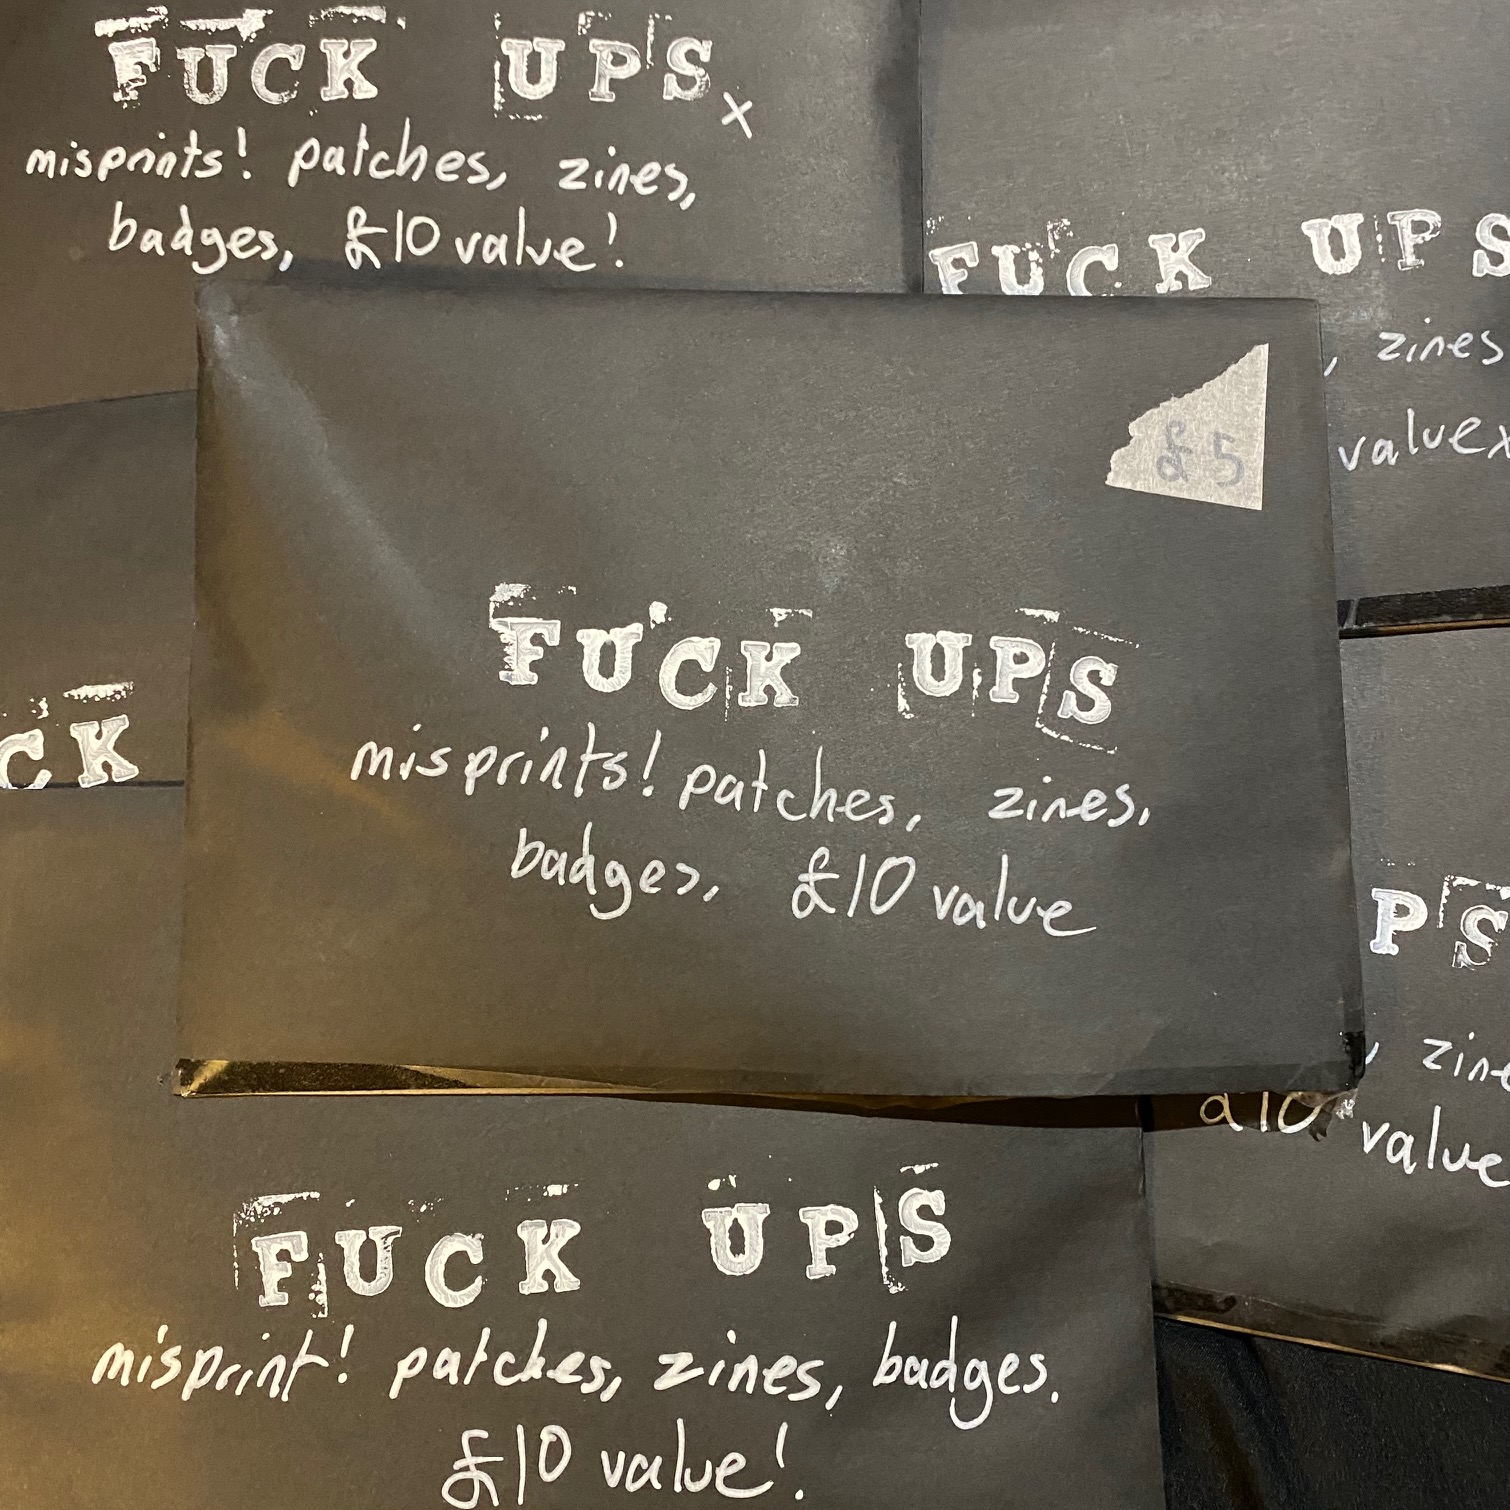 FUCK UPS x
misprints! patches, zines,
badges, £10 value!
FUCK UPS
, zines
value x
£5
FUCK UPS
misprints! patches, zines,
badges, £10 value
CK
PS
, zine
£10 value
FUCK UPS
misprint! patches, zines, badges.
£10 value!